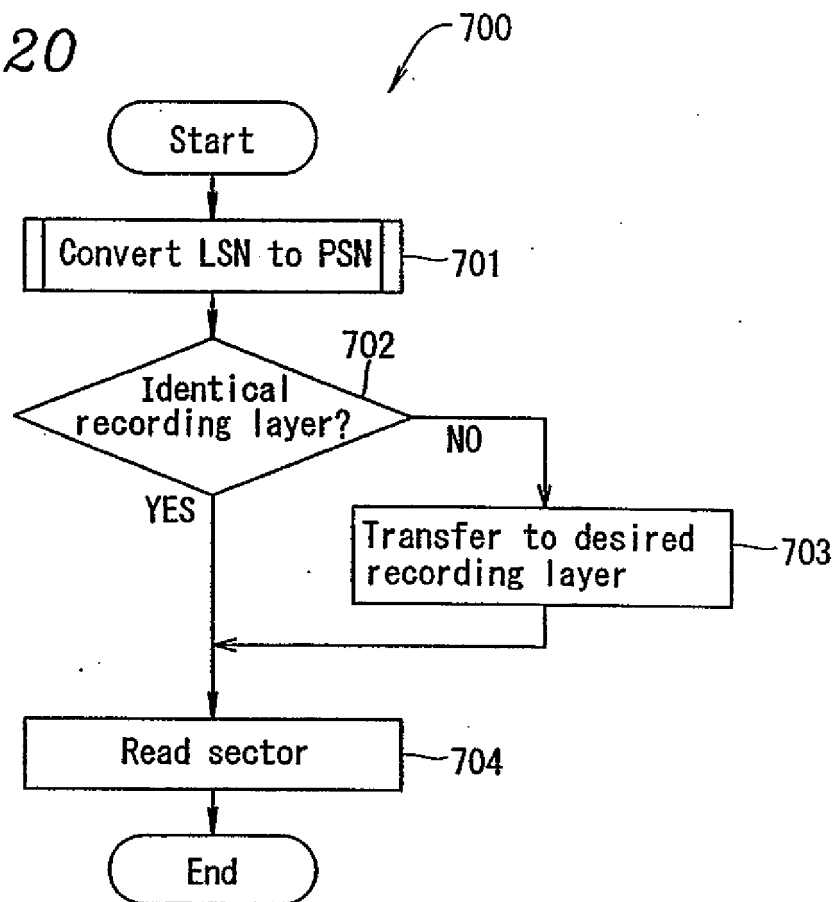 20
700
Start
Convert LSN to PSN
701
702
Identical
recording layer?
NO
YES
Transfer to desired
recording layer
703
Read sector
704
End